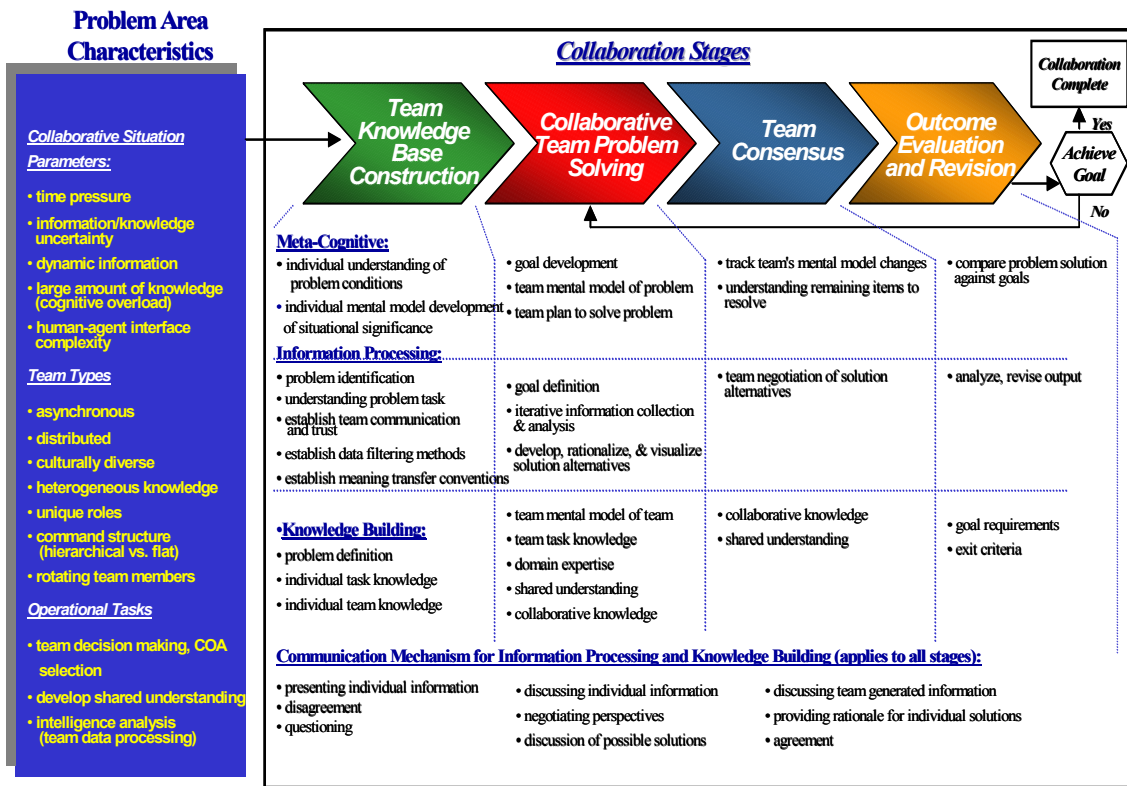 Problem Area
Characteristics
Collaborative Situation
Parameters:
• time pressure
• information/knowledge
uncertainty
• dynamic information
• large amount of knowledge
(cognitive overload)
• human-agent interface
complexity
Team Types
• asynchronous
• distributed
• culturally diverse
• heterogeneous knowledge
• unique roles
• command structure
(hierarchical vs. flat)
• rotating team members
Operational Tasks
• team decision making, COA
selection
• develop shared understanding
• intelligence analysis
(team data processing)
Collaboration Stages
Team
Knowledge
Base
Construction
Collaborative
Team Problem
Solving
Team
Consensus
Outcome
Evaluation
and Revision
Collaboration
Complete
Yes
Achieve
Goal
No
Meta-Cognitive:
• individual understanding of
problem conditions
• individual mental model development
of situational significance
• goal development
• team mental model of problem
• team plan to solve problem
• track team's mental model changes
• understanding remaining items to
resolve
• compare problem solution
against goals
Information Processing:
• problem identification
• understanding problem task
• establish team communication
and trust
• establish data filtering methods
• establish meaning transfer conventions
• goal definition
• iterative information collection
& analysis
• develop, rationalize, & visualize
solution alternatives
• team negotiation of solution
alternatives
• analyze, revise output
•Knowledge Building:
• problem definition
• individual task knowledge
• individual team knowledge
• team mental model of team
• team task knowledge
• domain expertise
• shared understanding
• collaborative knowledge
• collaborative knowledge
• shared understanding
• goal requirements
• exit criteria
Communication Mechanism for Information Processing and Knowledge Building (applies to all stages):
• presenting individual information
• disagreement
• questioning
• discussing individual information
• negotiating perspectives
• discussion of possible solutions
• discussing team generated information
• providing rationale for individual solutions
• agreement